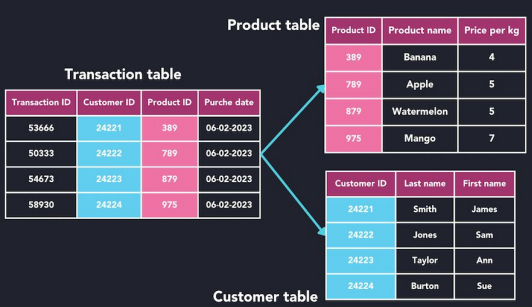 Product table
Product ID Product name Price per kg
389 Banana 4
789 Apple 5
879 Watermelon 5
975 Mango 7
Transaction table
Transaction ID Customer ID Product ID Purche date
53666 24221 389 06-02-2023
50333 24222 789 06-02-2023
54673 24223 879 06-02-2023
58930 24224 975 06-02-2023
Customer ID Last name First name
24221 Smith James
24222 Jones Sam
24223 Taylor Ann
24224 Burton Sue
Customer table